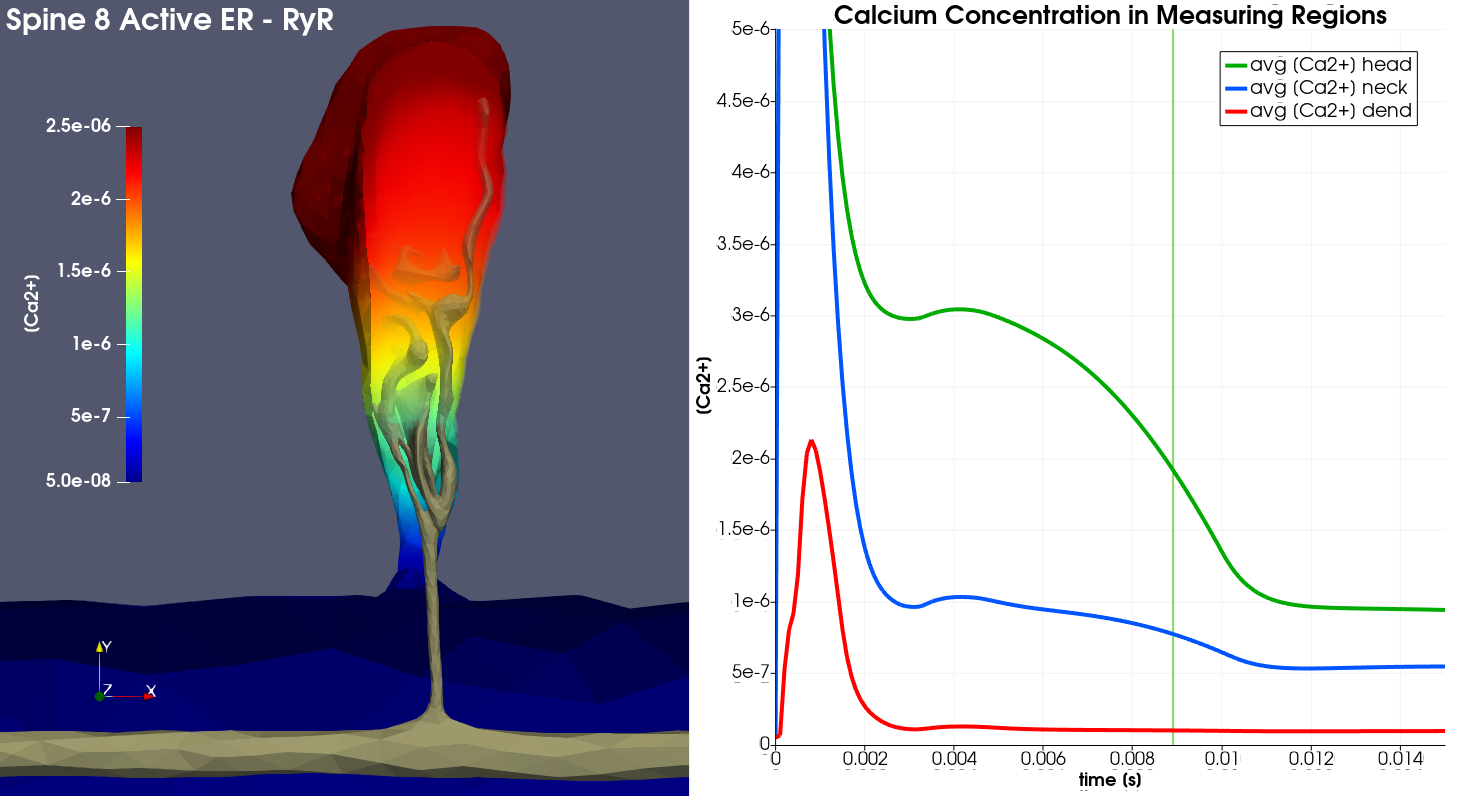 Spine 8 Active ER - RyR
2.5e-06
2e-6
1.5e-6
1e-6
5e-7
5.0e-08
(Ca2+)
Y
Z
X
Calcium Concentration in Measuring Regions
avg (Ca2+) head
avg (Ca2+) neck
avg (Ca2+) dend
5e-6
4.5e-6
4e-6
3.5e-6
3e-6
2.5e-6
2e-6
1.5e-6
1e-6
5e-7
0
(Ca2+)
0 0.002 0.004 0.006 0.008 0.01 0.012 0.014
time (s)